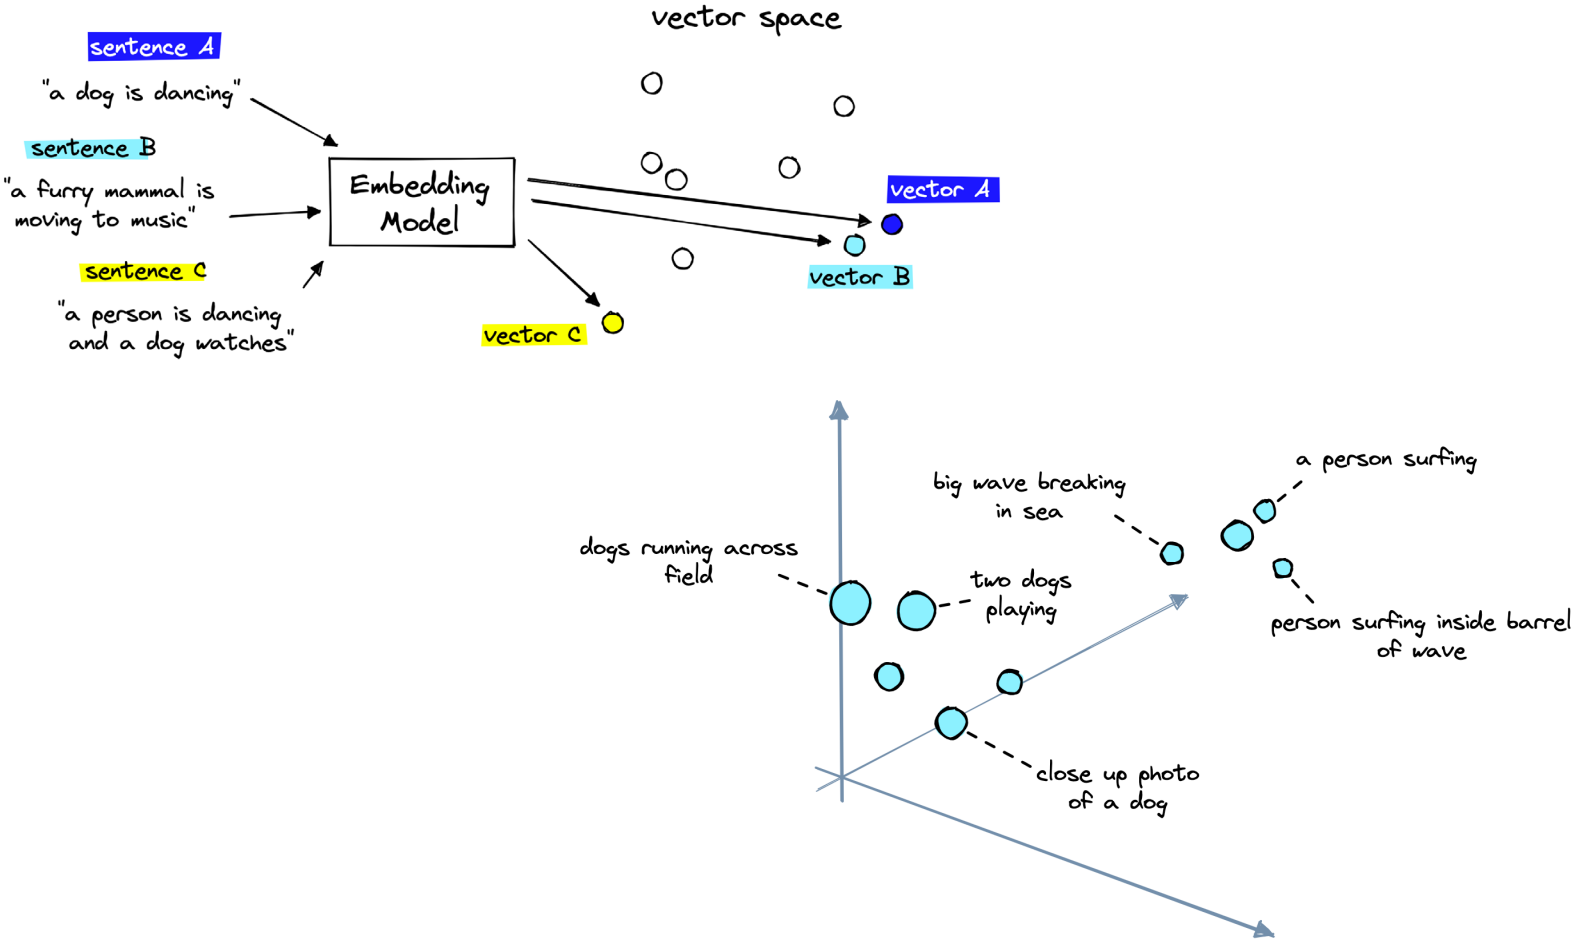 vector space
sentence A
"a dog is dancing"
sentence B
"a furry mammal is
moving to music"
sentence C
"a person is dancing
and a dog watches"
Embedding
Model
vector A
vector B
vector C
a person surfing
big wave breaking
in sea
dogs running across
field
two dogs
playing
person surfing inside barrel
of wave
close up photo
of a dog